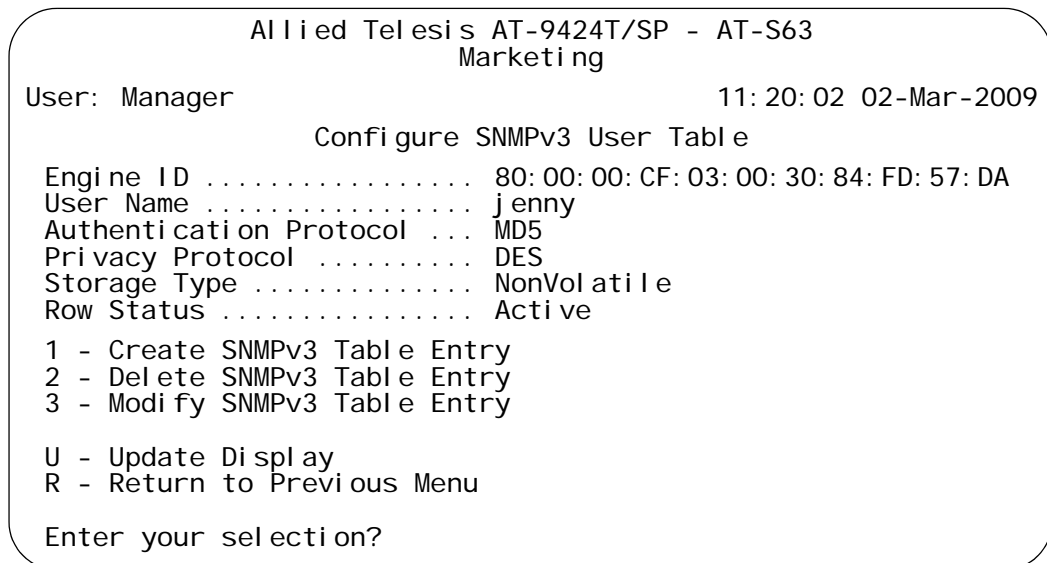 Allied Telesis AT-9424T/SP - AT-S63
Marketing
User: Manager 11:20:02 02-Mar-2009
Configure SNMPv3 User Table
Engine ID ................. 80:00:00:CF:03:00:30:84:FD:57:DA
User Name ................. jenny
Authentication Protocol ... MD5
Privacy Protocol .......... DES
Storage Type .............. NonVolatile
Row Status ................ Active
1 - Create SNMPv3 Table Entry
2 - Delete SNMPv3 Table Entry
3 - Modify SNMPv3 Table Entry
U - Update Display
R - Return to Previous Menu
Enter your selection?